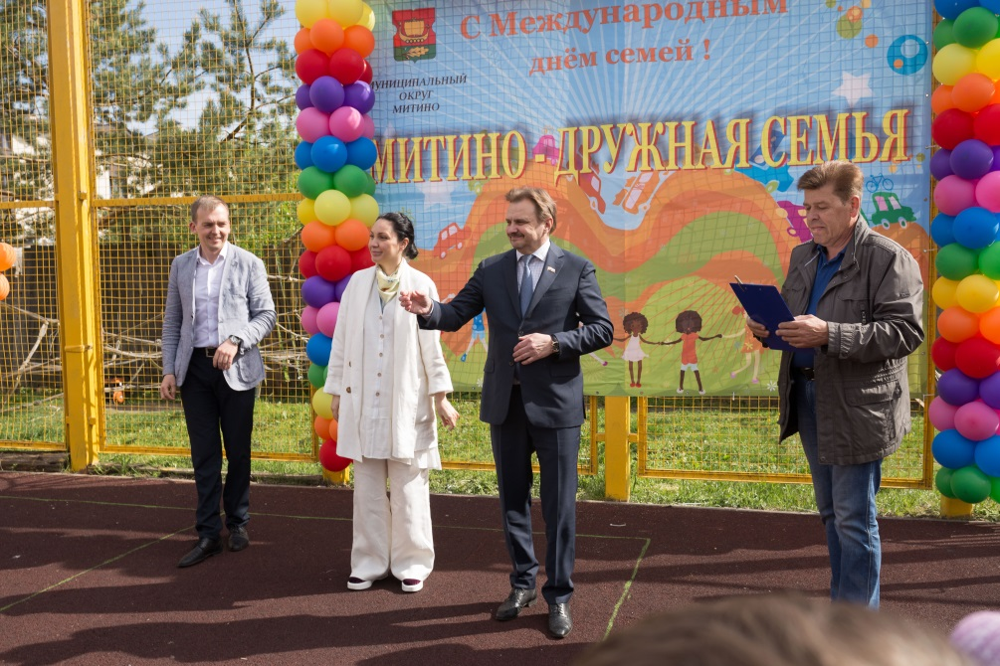 С Международным
днём семей !
МУНИЦИПАЛЬНЫЙ
ОКРУГ
МИТИНО
МИТИНО - ДРУЖНАЯ СЕМЬЯ